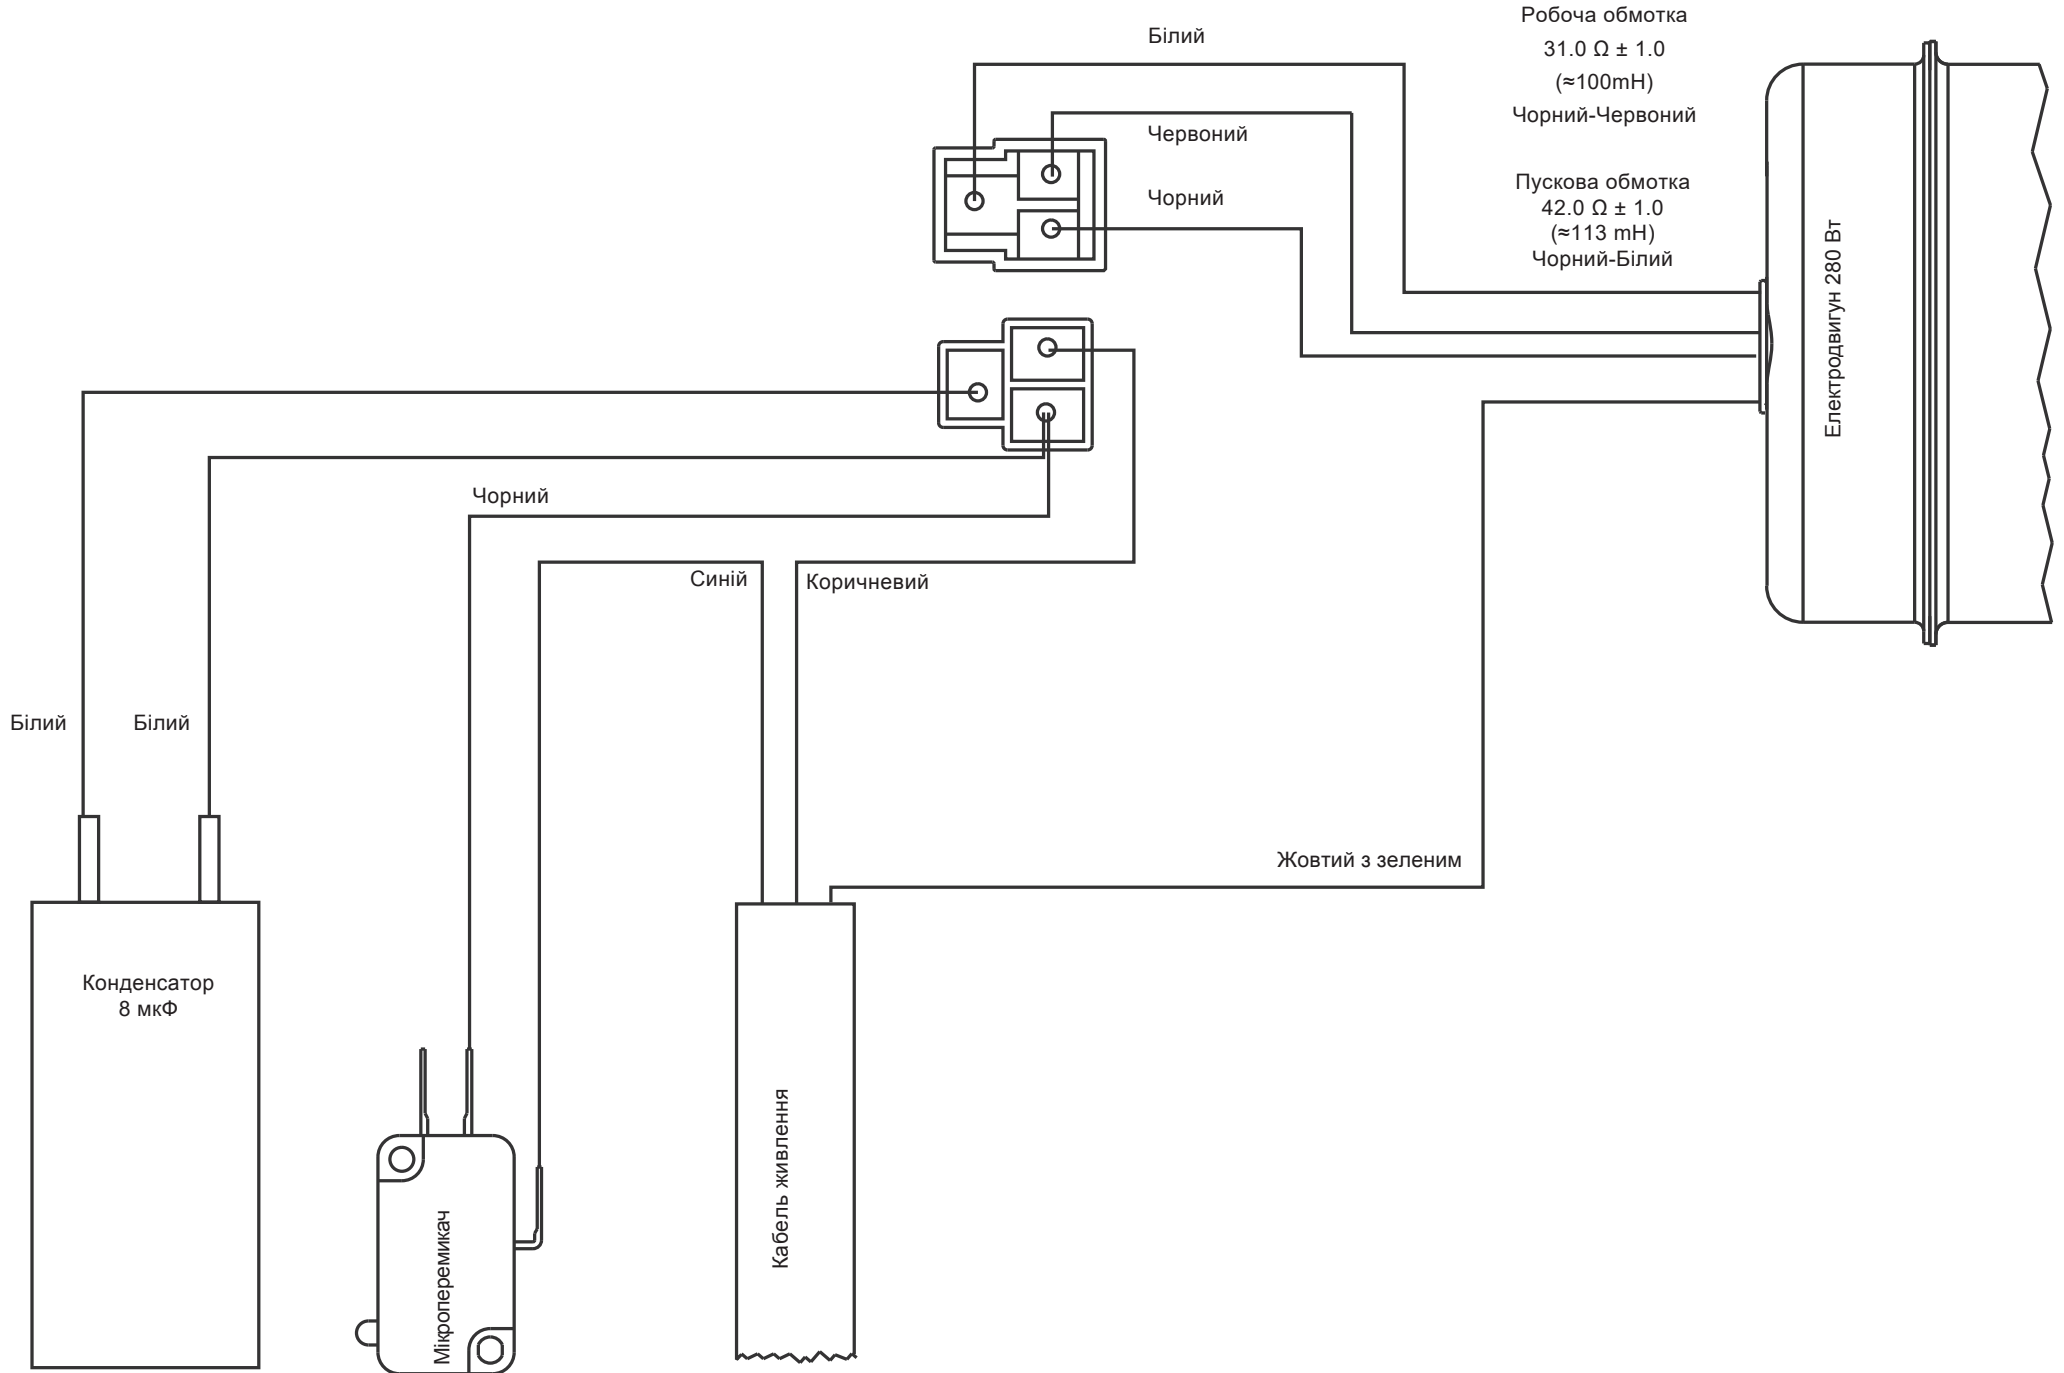 Білий
Червоний
Чорний
Робоча обмотка
31.0 Ω ± 1.0
(≈100mH)
Чорний-Червоний
Пускова обмотка
42.0 Ω ± 1.0
(≈113 mH)
Чорний-Білий
Електродвигун 280 Вт
Чорний
Синій
Коричневий
Білий
Білий
Жовтий з зеленим
Конденсатор
8 мкФ
Мікроперемикач
Кабель живлення